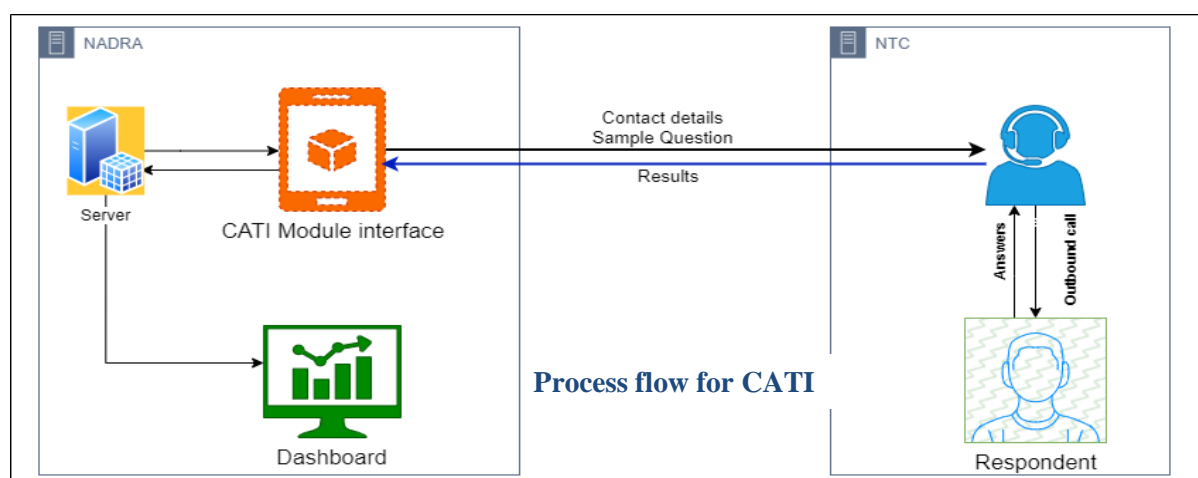 NADRA
NTC
Contact details
Sample Question
Results
Server
CATI Module interface
Answers
Outbound call
Process flow for CATI
Dashboard
Respondent